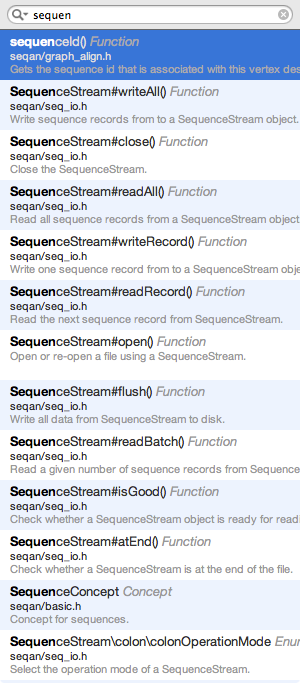 sequen
sequenceId() Function
seqan/graph_align.h
Gets the sequence id that is associated with this vertex des
SequenceStream#writeAll() Function
seqan/seq_io.h
Write sequence records from to a SequenceStream object.
SequenceStream#close() Function
seqan/seq_io.h
Close the SequenceStream.
SequenceStream#readAll() Function
seqan/seq_io.h
Read all sequence records from a SequenceStream object
SequenceStream#writeRecord() Function
seqan/seq_io.h
Write one sequence record from to a SequenceStream obje
SequenceStream#readRecord() Function
seqan/seq_io.h
Read the next sequence record from SequenceStream.
SequenceStream#open() Function
Open or re-open a file using a SequenceStream.
SequenceStream#flush() Function
seqan/seq_io.h
Write all data from SequenceStream to disk.
SequenceStream#readBatch() Function
seqan/seq_io.h
Read a given number of sequence records from Sequence
SequenceStream#isGood() Function
seqan/seq_io.h
Check whether a SequenceStream object is ready for readi
SequenceStream#atEnd() Function
seqan/seq_io.h
Check whether a SequenceStream is at the end of the file.
SequenceConcept Concept
seqan/basic.h
Concept for sequences.
SequenceStream\colon\colonOperationMode Enum
seqan/seq_io.h
Select the operation mode of a SequenceStream.